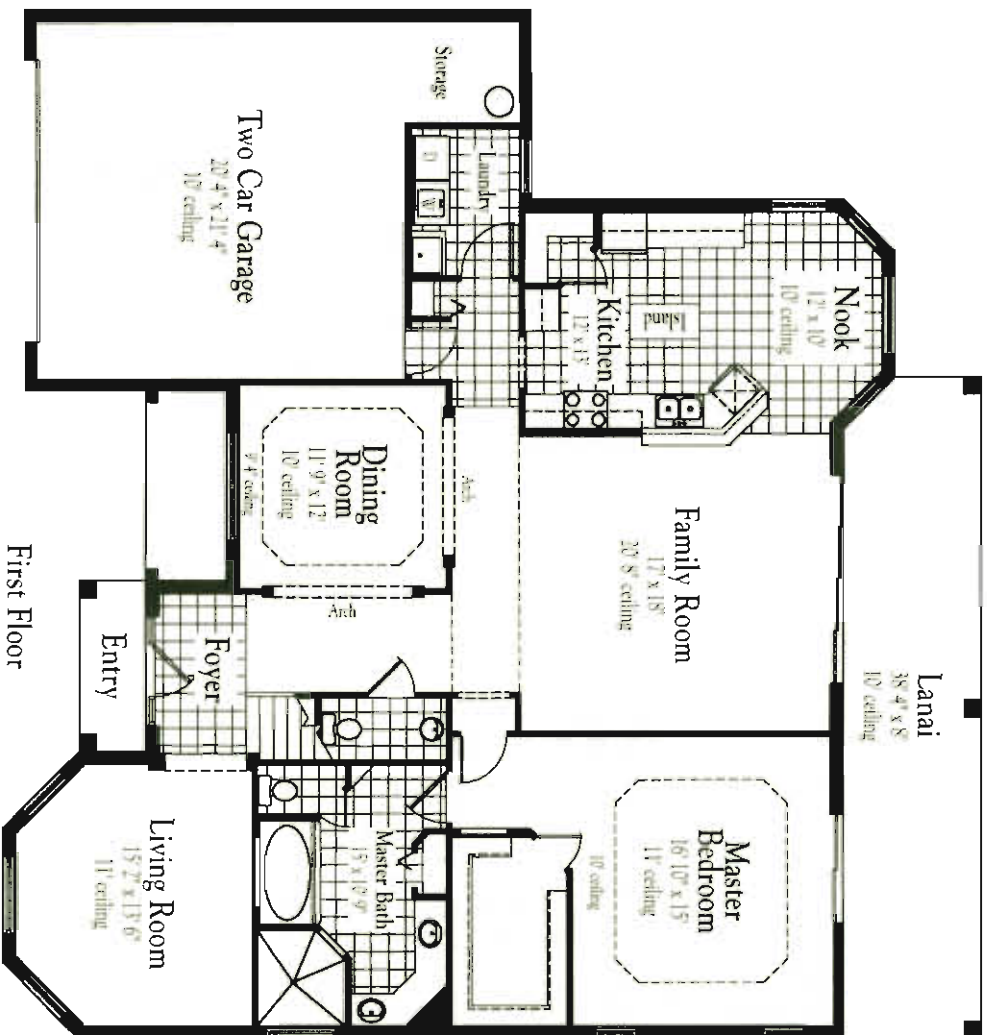 Lanai
38' 4" x 8'
10' ceiling
Nook
12' x 10'
10' ceiling
Family Room
17' x 18'
20' 8" ceiling
Master
Bedroom
16' 10" x 15'
11' ceiling
10' ceiling
Island
Kitchen
12' x 13'
Laundry
D
W
Storage
Arch
Dining
Room
11' 9" x 12'
10' ceiling
9' 4" ceiling
Arch
Master Bath
15' x 10' 9"
Two Car Garage
20' 4" x 21' 4"
10' ceiling
Foyer
Entry
Living Room
15' 2" x 13' 6"
11' ceiling
First Floor